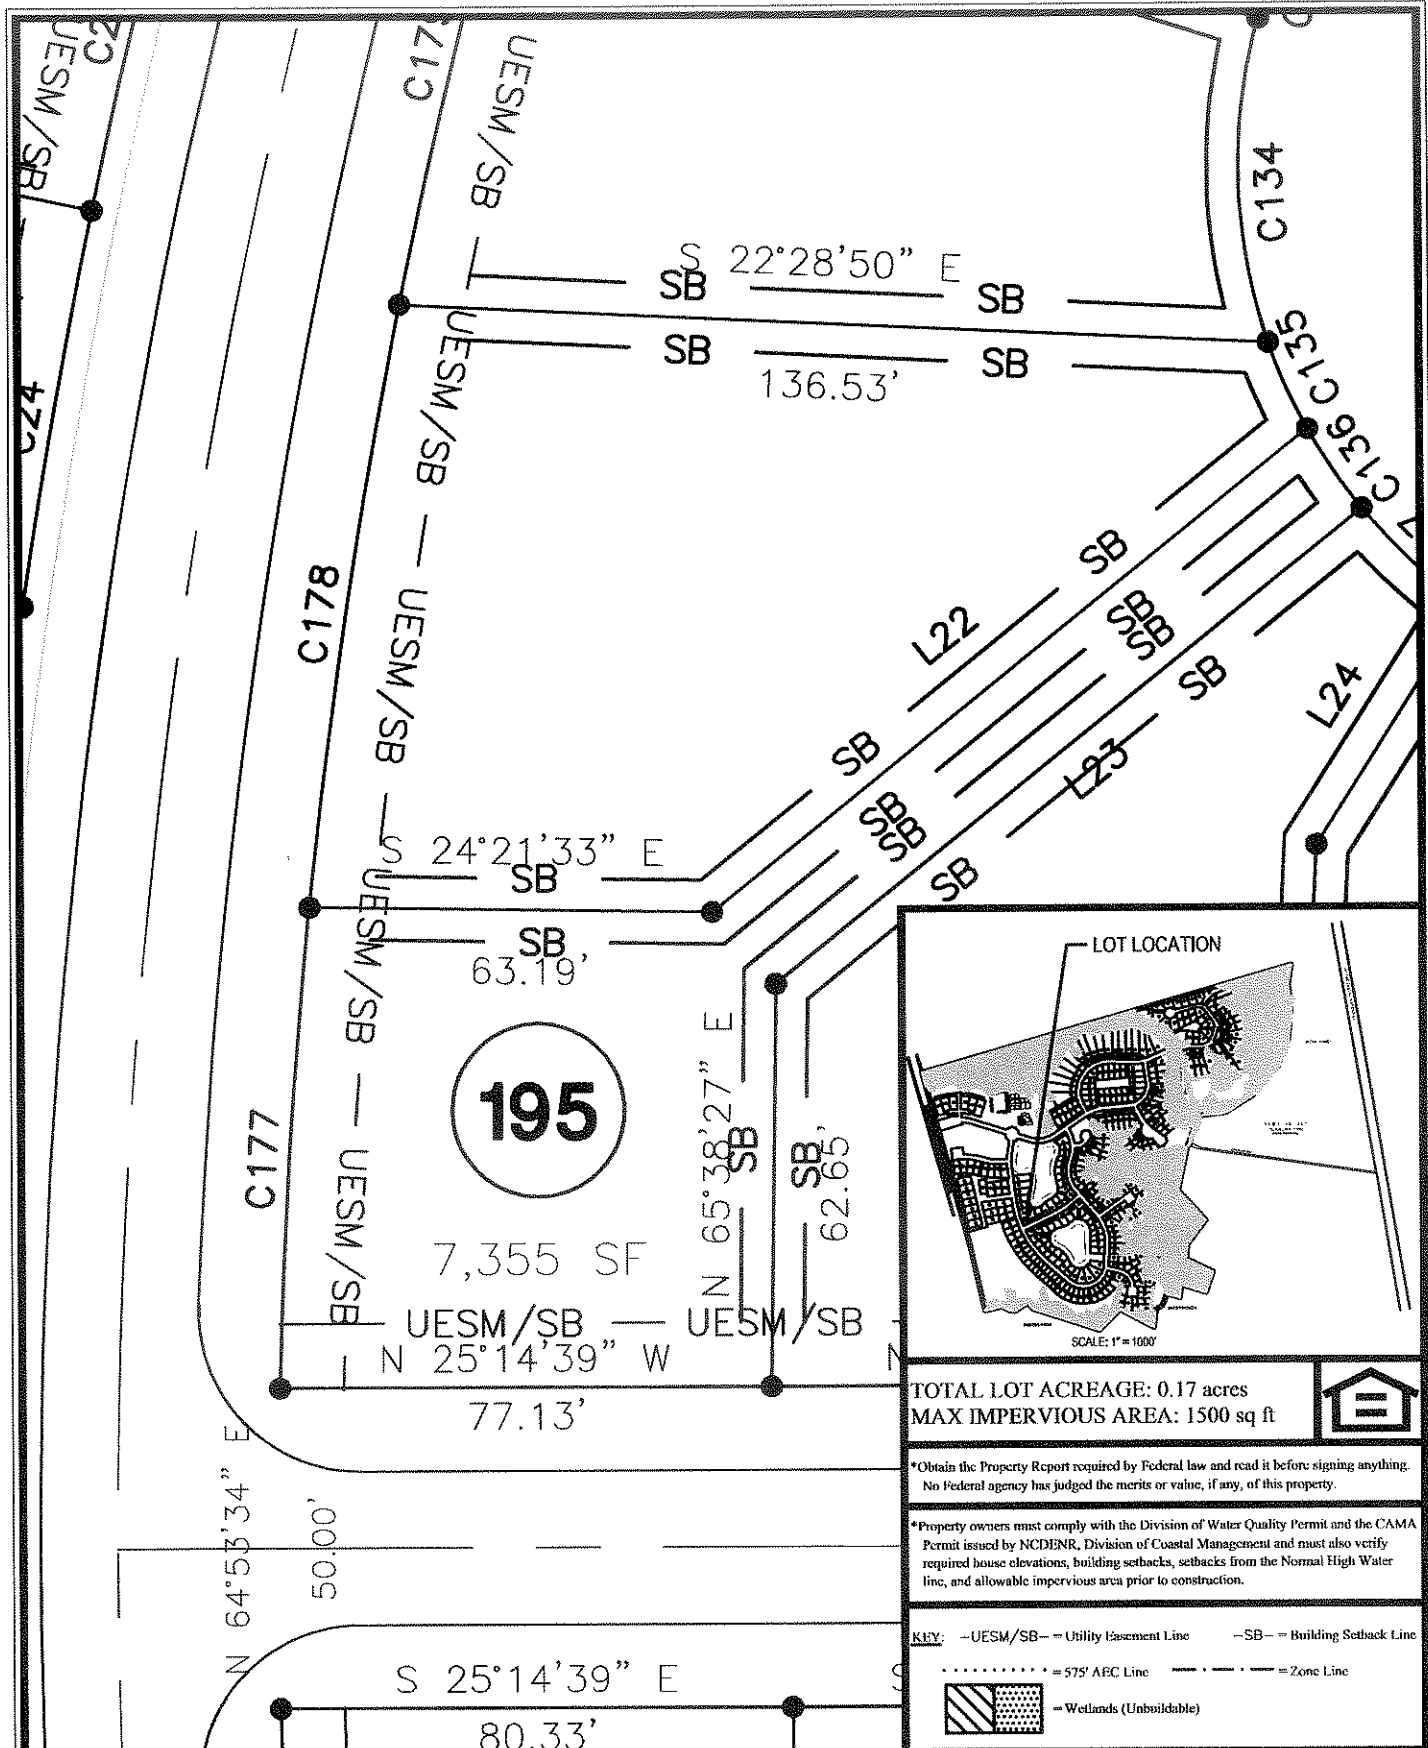 UESM/SB
UESM/SB
C134
S 22°28'50" E
SB
SB
SB
SB
136.53'
C135
C136
C24
UESM/SB
C178
UESM/SB
L22
SB
SB
SB
SB
SB
L24
L23
SB
SB
SB
S 24°21'33" E
SB
SB
63.19'
UESM/SB
195
7,355 SF
C177
UESM/SB
N 65°38'27" E
SB
SB
62.65'
UESM/SB
UESM/SB
N 25°14'39" W
77.13'
N 64°53'34" E
50.00'
S 25°14'39" E
80.33'
LOT LOCATION
SCALE: 1" = 1000'
TOTAL LOT ACREAGE: 0.17 acres
MAX IMPERVIOUS AREA: 1500 sq ft
*Obtain the Property Report required by Federal law and read it before signing anything.
No Federal agency has judged the merits or value, if any, of this property.
*Property owners must comply with the Division of Water Quality Permit and the CAMA
Permit issued by NCDENR, Division of Coastal Management and must also verify
required house elevations, building setbacks, setbacks from the Normal High Water
line, and allowable impervious area prior to construction.
KEY: -UESM/SB- = Utility Easement Line -SB- = Building Setback Line
= 575' AEC Line = Zone Line
= Wetlands (Unbuildable)